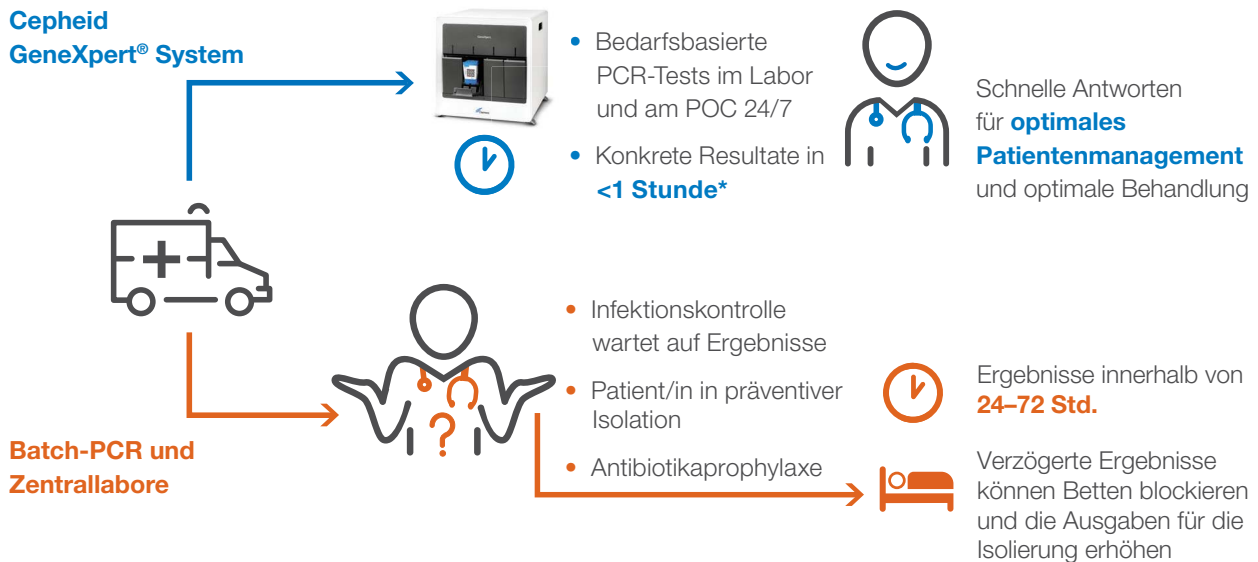 Cepheid
GeneXpert® System
• Bedarfsbasierte
PCR-Tests im Labor
und am POC 24/7
• Konkrete Resultate in
<1 Stunde*
Schnelle Antworten
für optimales
Patientenmanagement
und optimale Behandlung
Batch-PCR und
Zentrallabore
?
• Infektionskontrolle
wartet auf Ergebnisse
• Patient/in in präventiver
Isolation
• Antibiotikaprophylaxe
Ergebnisse innerhalb von
24–72 Std.
Verzögerte Ergebnisse
können Betten blockieren
und die Ausgaben für die
Isolierung erhöhen